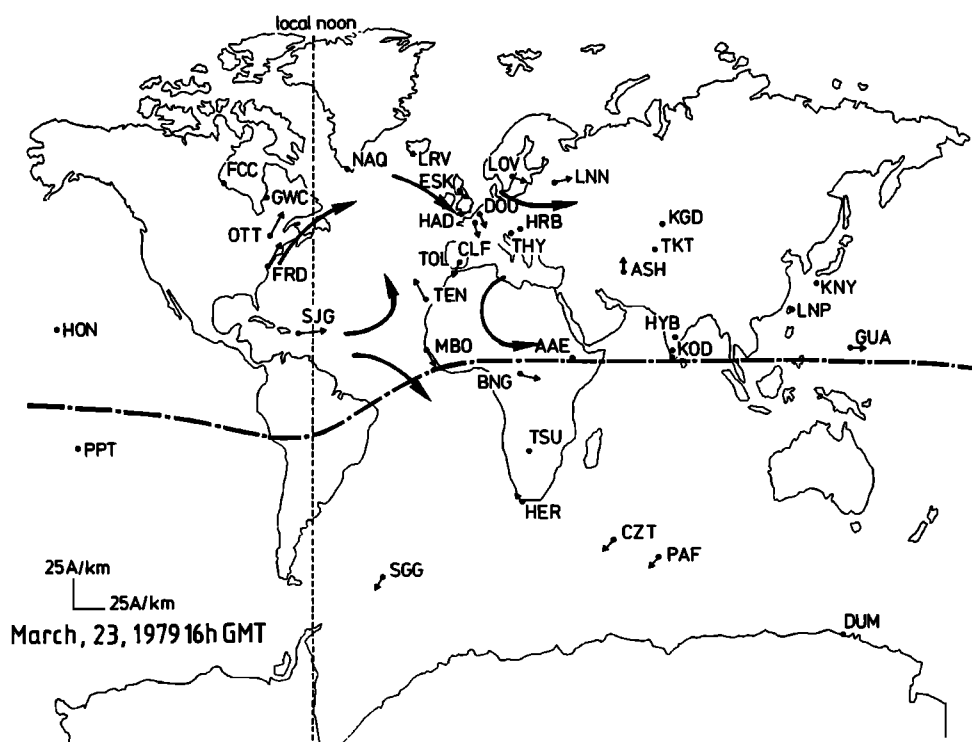 local noon
NAQ
LRV
FCC
ESK
LOV
LNN
GWC
DOU
HAD
HRB
KGD
OTT
CLF
THY
TKT
TOL
FRD
ASH
TEN
KNY
SJG
LNP
HON
HYB
MBO
AAE
KOD
GUA
BNG
PPT
TSU
HER
CZT
PAF
SGG
25A/km
25A/km
March, 23, 1979 16h GMT
DUM